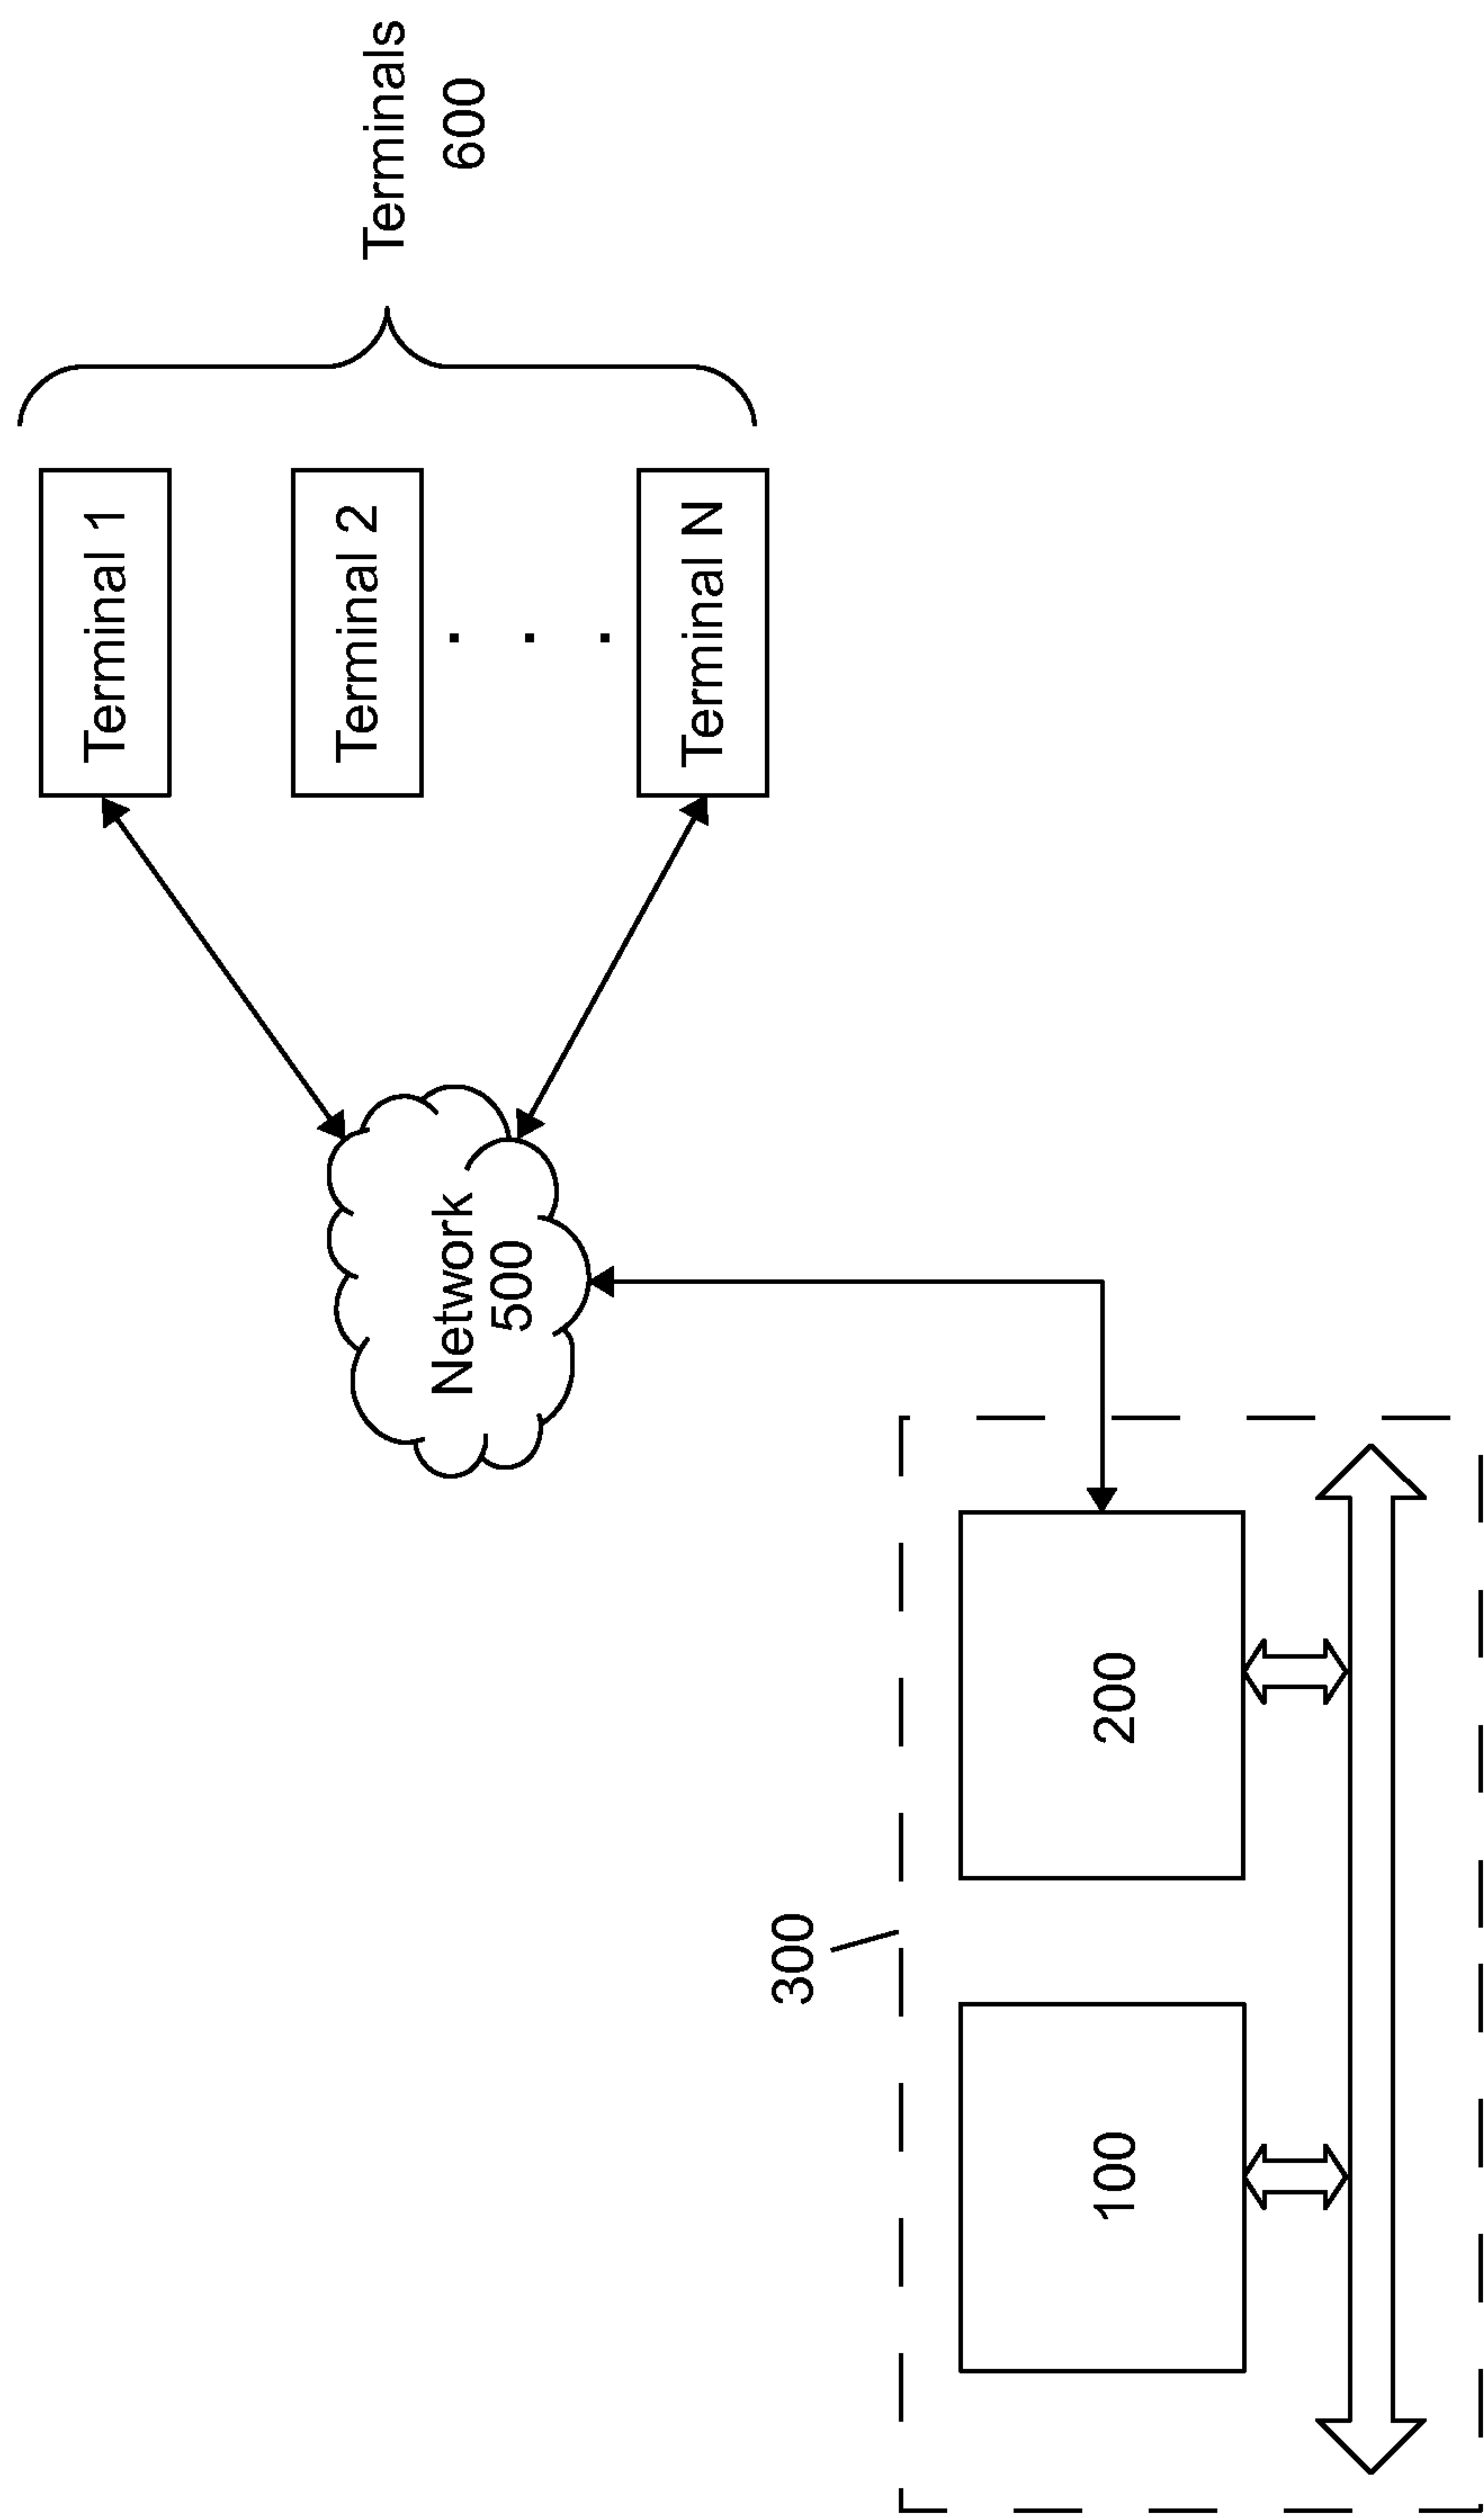 Terminal 1
Terminal 2
. . .
Terminal N
Terminals
600
Network
500
300
100
200